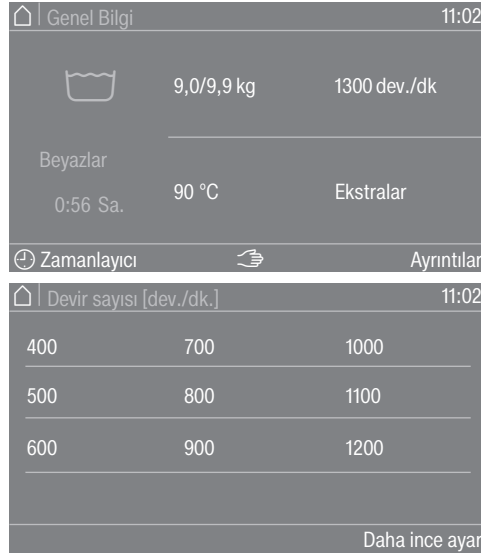 Genel Bilgi 11:02
9,0/9,9 kg 1300 dev./dk
Beyazlar
0:56 Sa.
90 °C Ekstralar
Zamanlayıcı Ayrıntılar
Devir sayısı [dev./dk.] 11:02
400 700 1000
500 800 1100
600 900 1200
Daha ince ayar